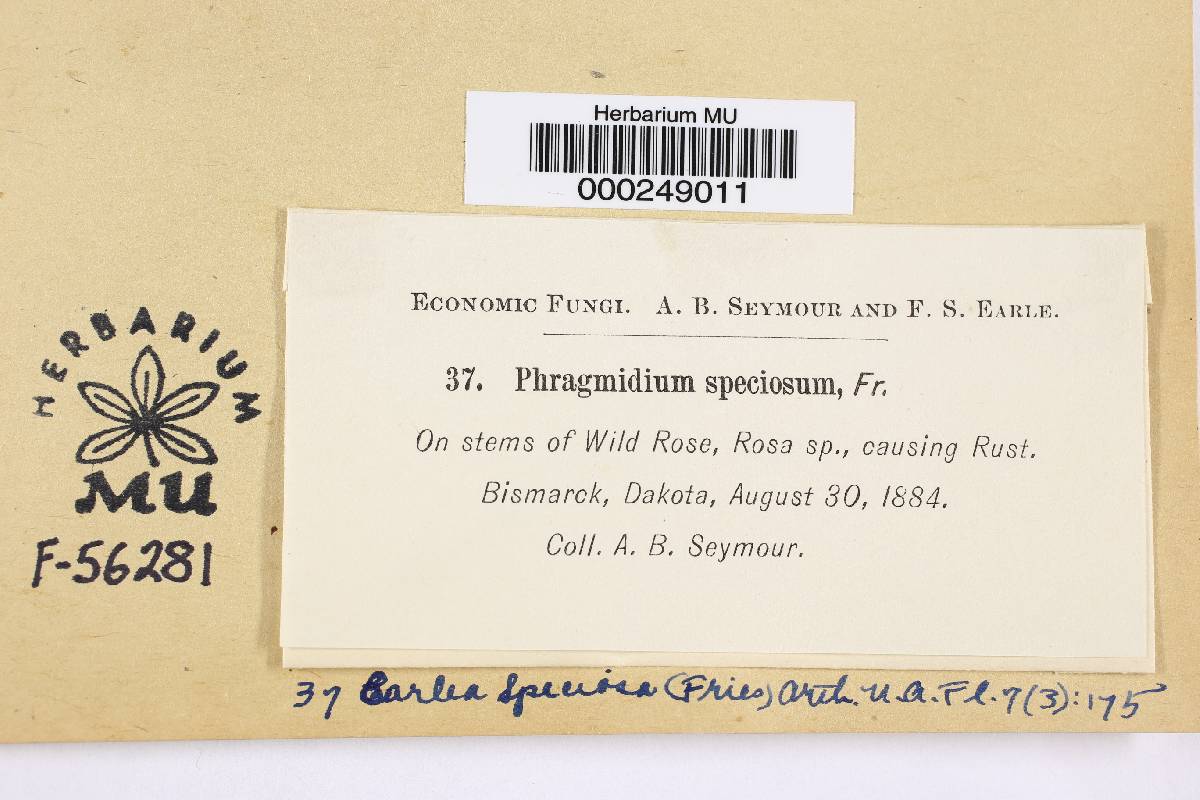 Herbarium MU
000249011
ECONOMIC FUNGI. A. B. SEYMOUR AND F. S. EARLE.
37. Phragmidium speciosum, Fr.
On stems of Wild Rose, Rosa sp., causing Rust.
Bismarck, Dakota, August 30, 1884.
Coll. A. B. Seymour.
HERBARIUM
MU
F-56281
37 Earlea speciosa (Fries) Arth. N.A.Fl. 7(3):175